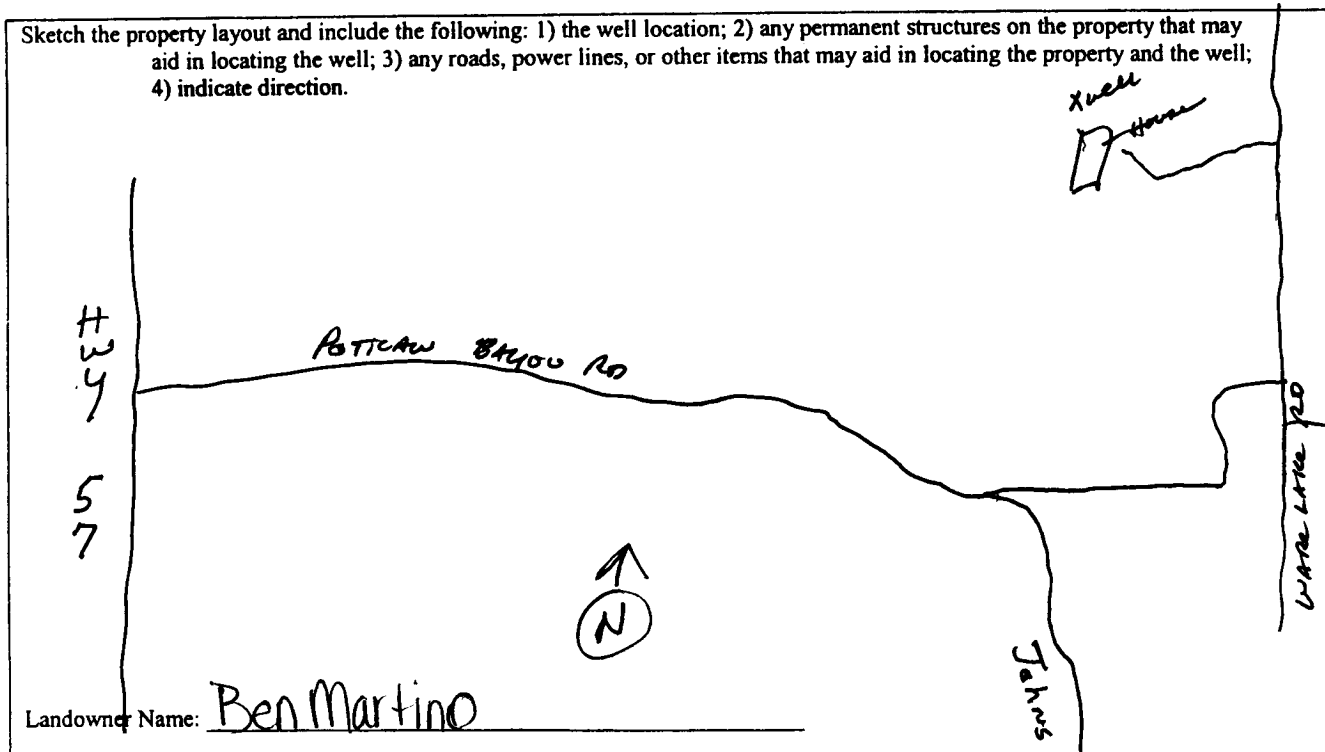 Sketch the property layout and include the following: 1) the well location; 2) any permanent structures on the property that may
aid in locating the well; 3) any roads, power lines, or other items that may aid in locating the property and the well;
4) indicate direction.
X well
House
HWY 57
POTICAW BAYOU RD
WARE LAKE RD
N
Johns
Landowner Name: Ben Martino